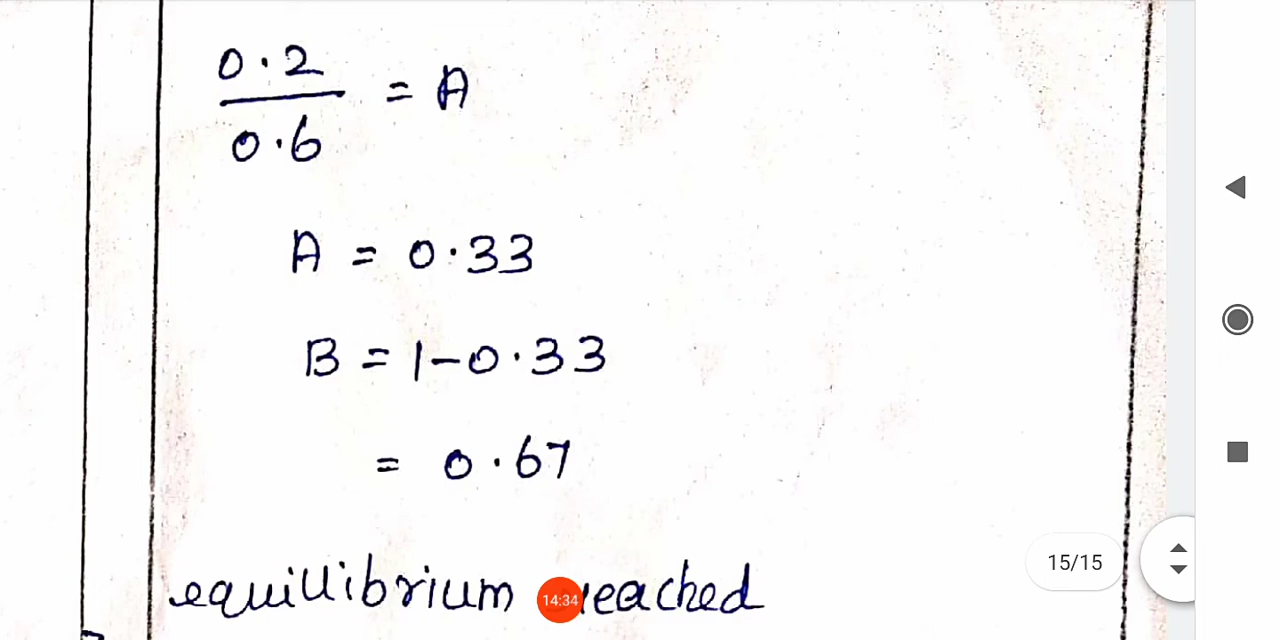 0.2
0.6 = A
A = 0.33
B = 1-0.33
= 0.67
equillibrium reached
14:34
15/15